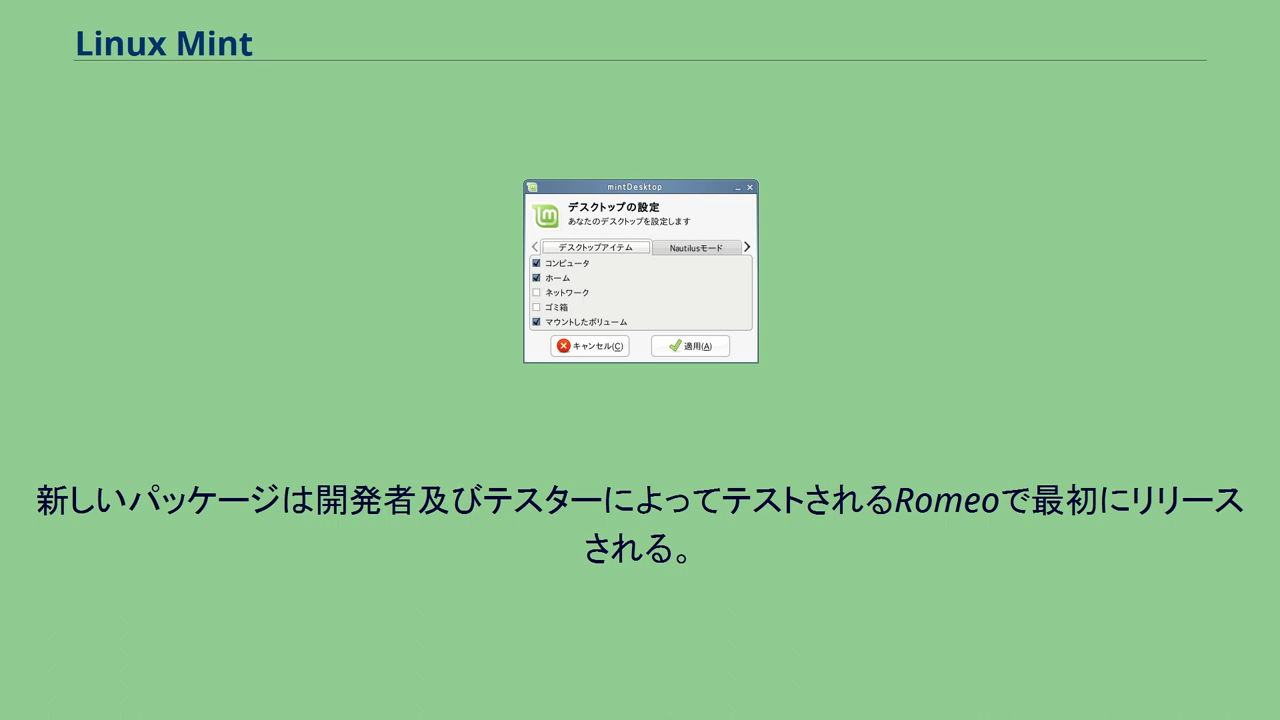 Linux Mint
mintDesktop
デスクトップの設定
あなたのデスクトップを設定します
デスクトップアイテム Nautilusモード
コンピュータ
ホーム
ネットワーク
ゴミ箱
マウントしたボリューム
キャンセル(C) 適用(A)
新しいパッケージは開発者及びテスターによってテストされるRomeoで最初にリリース
される。